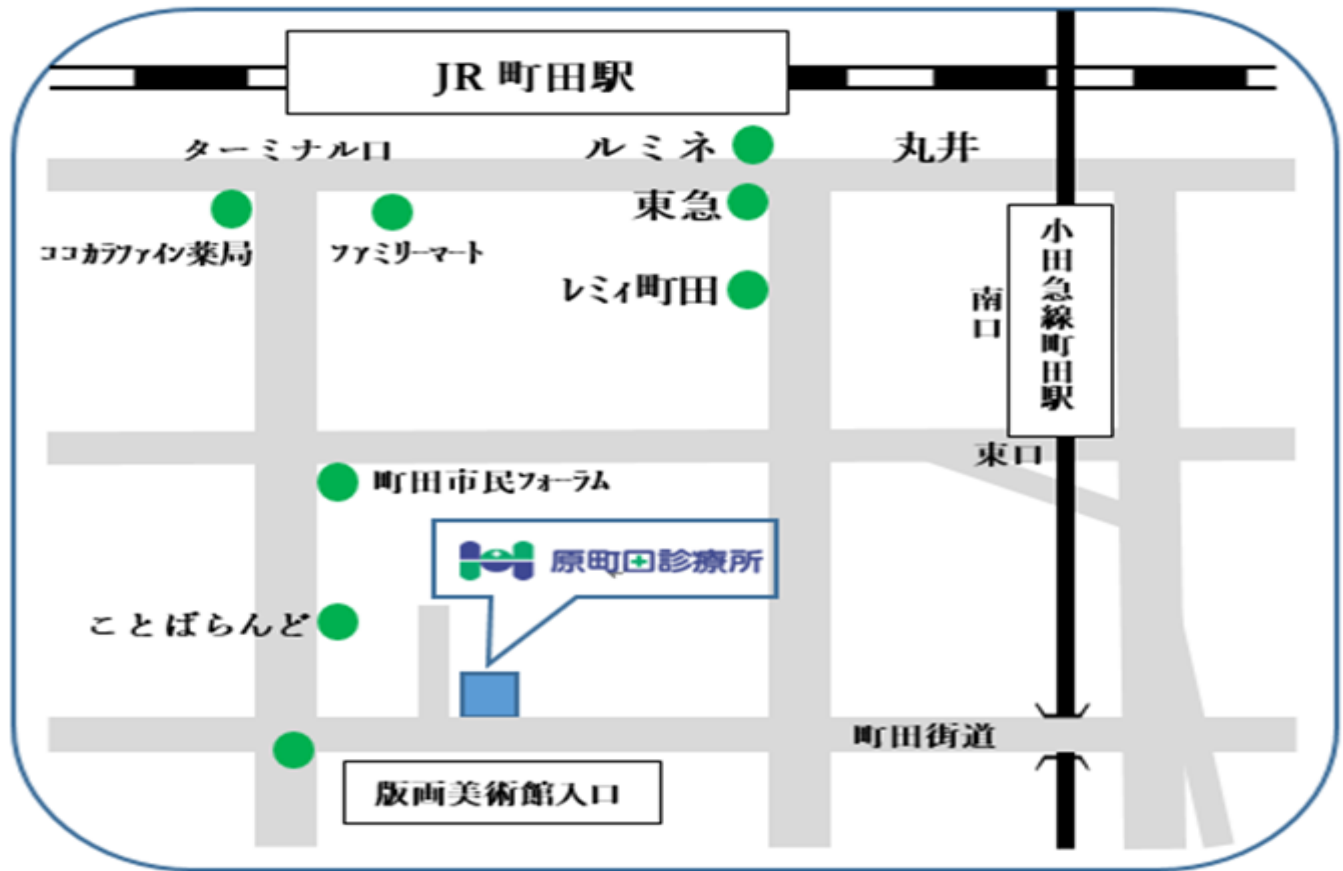 JR 町田駅
ターミナル口
ルミネ
丸井
東急
ココカラファイン薬局
ファミリーマート
レミィ町田
小田急線町田駅
南口
東口
町田市民フォーラム
原町田診療所
ことばらんど
町田街道
版画美術館入口